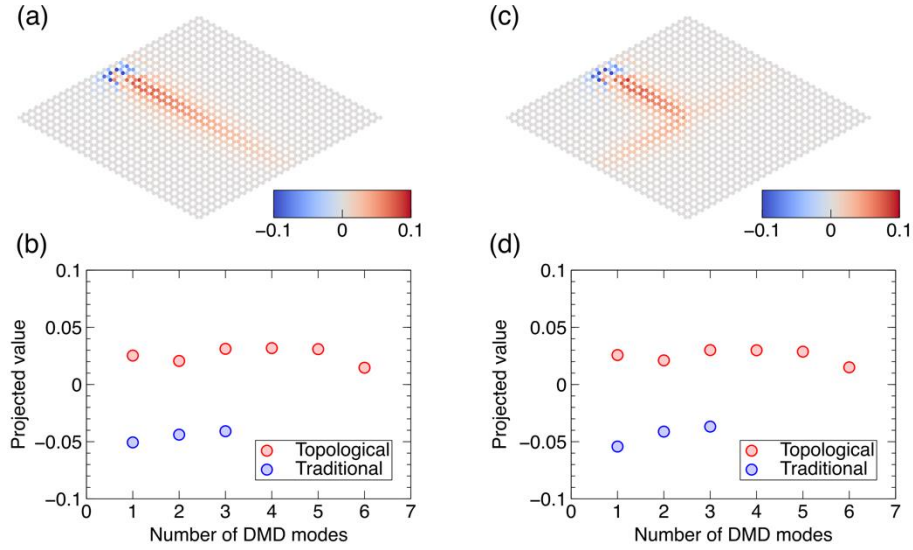 (a)
−0.1 0 0.1
(b)
0.1
0.05
0
−0.05
−0.1
Projected value
0 1 2 3 4 5 6 7
Number of DMD modes
Topological
Traditional
(c)
−0.1 0 0.1
(d)
0.1
0.05
0
−0.05
−0.1
Projected value
0 1 2 3 4 5 6 7
Number of DMD modes
Topological
Traditional